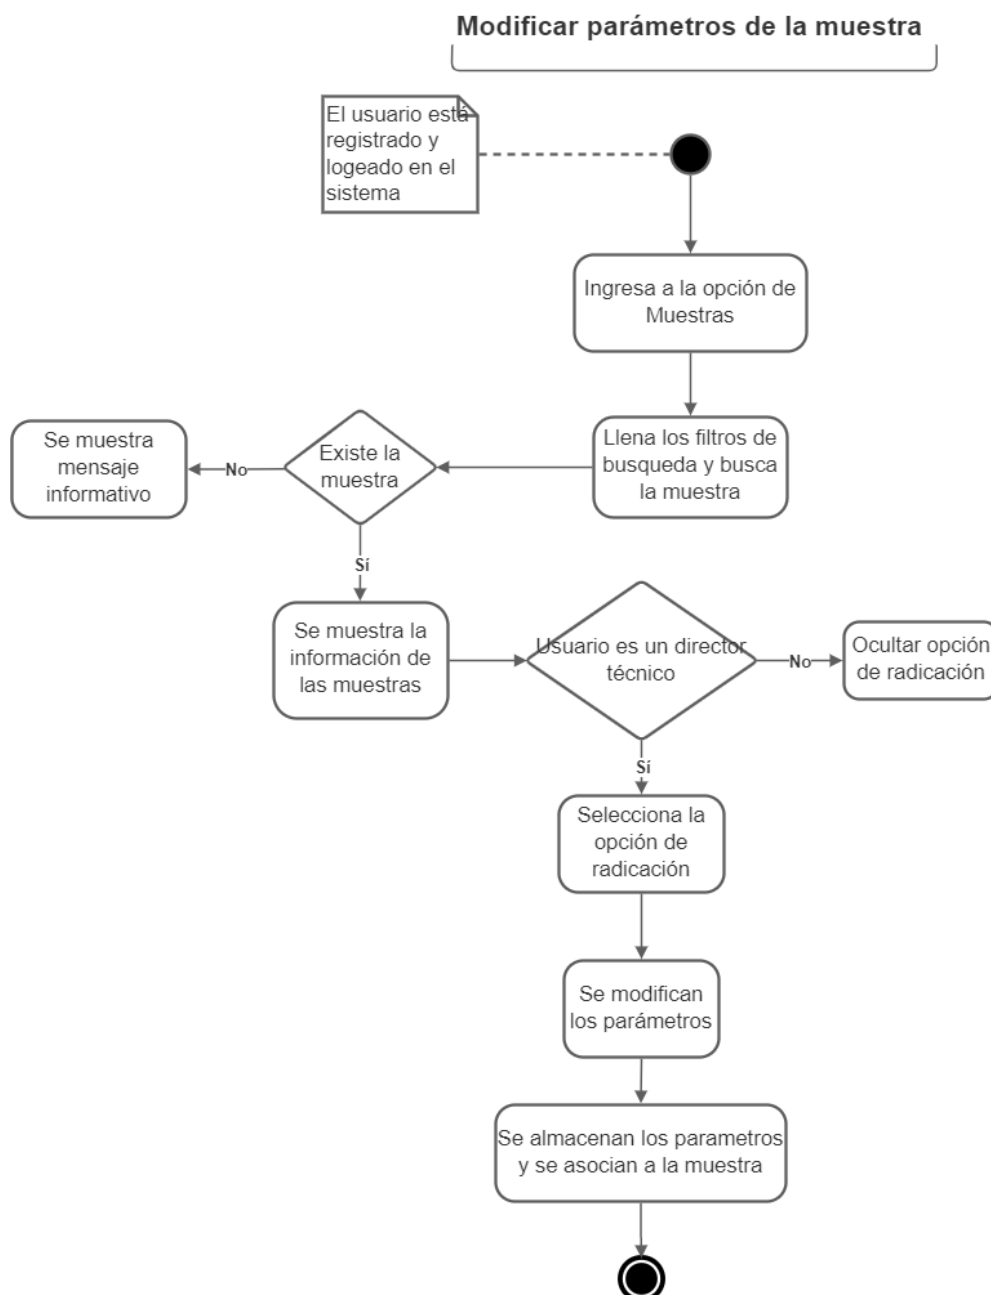 Modificar parámetros de la muestra
El usuario está
registrado y
logeado en el
sistema
Ingresa a la opción de
Muestras
Llena los filtros de
busqueda y busca
la muestra
Existe la
muestra
No
Se muestra
mensaje
informativo
Sí
Se muestra la
información de
las muestras
Usuario es un director
técnico
No
Ocultar opción
de radicación
Sí
Selecciona la
opción de
radicación
Se modifican
los parámetros
Se almacenan los parametros
y se asocian a la muestra